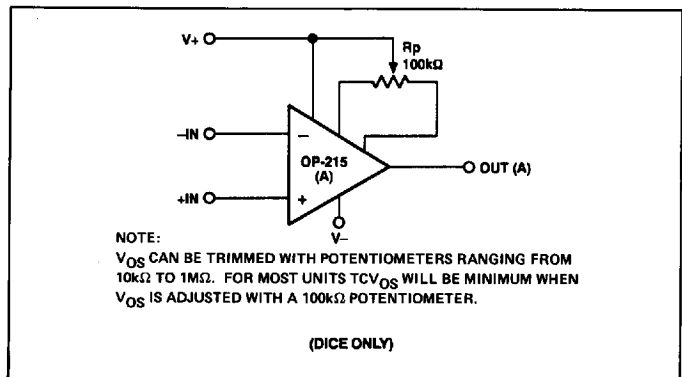 V+
Rp
100kΩ
–IN
–
OP-215
(A)
OUT (A)
+IN
+
V–
NOTE:
VOS CAN BE TRIMMED WITH POTENTIOMETERS RANGING FROM
10kΩ TO 1MΩ. FOR MOST UNITS TCVOS WILL BE MINIMUM WHEN
VOS IS ADJUSTED WITH A 100kΩ POTENTIOMETER.
(DICE ONLY)